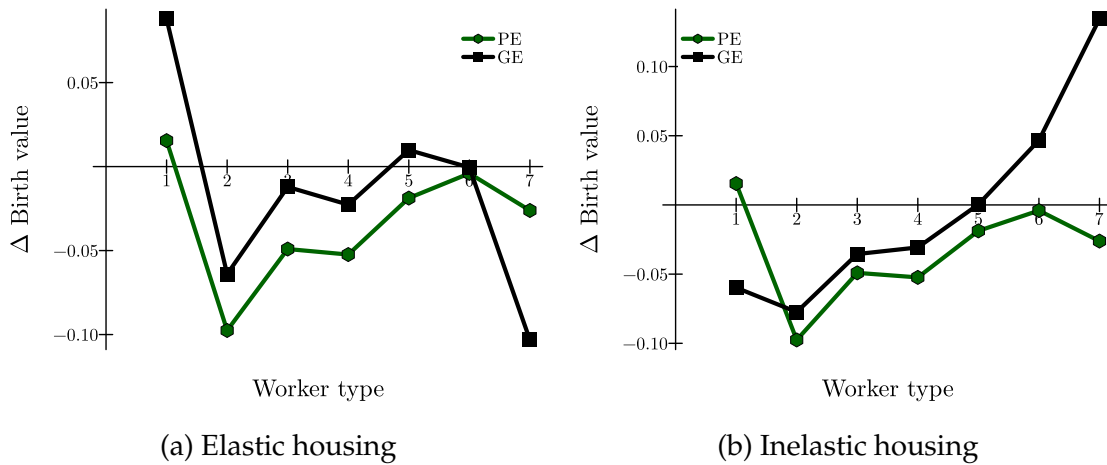 PE
GE
0.05
−0.05
−0.10
1 2 3 4 5 6 7
Δ Birth value
Worker type
(a) Elastic housing
PE
GE
0.10
0.05
0.00
−0.05
−0.10
1 2 3 4 5 6 7
Δ Birth value
Worker type
(b) Inelastic housing